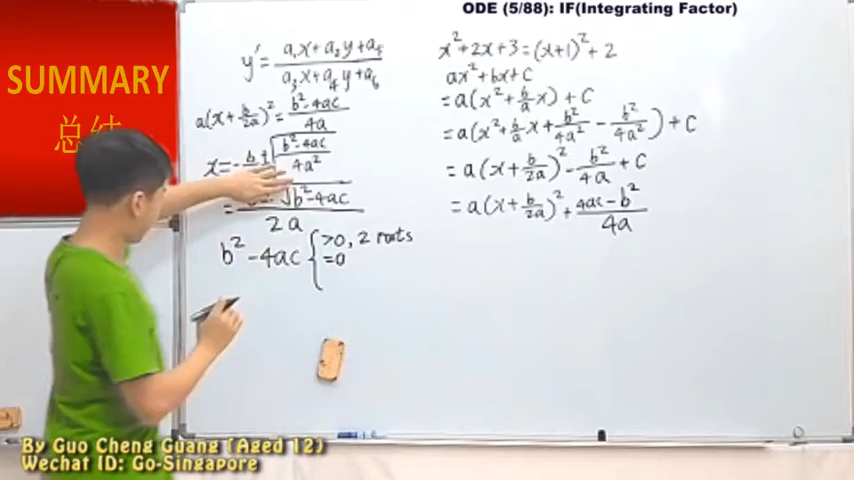 ODE (5/88): IF(Integrating Factor)
SUMMARY
总结
y' = (a₁x+a₂y+a₅)/(a₃x+a₄y+a₆)
a(x+b/2a)² = (b²-4ac)/4a
x=-b ±√((b²-4ac)/4a²)
= √b²-4ac / 2a
b²-4ac { >0, 2 roots
=0
x²+2x+3=(x+1)²+2
ax²+bx+c
=a(x²+b/a x)+c
=a(x²+b/a x+b²/4a²-b²/4a²)+c
=a(x+b/2a)²-b²/4a+c
=a(x+b/2a)²+(4ac-b²)/4a
By Guo Cheng Guang (Aged 12)
Wechat ID: Go-Singapore